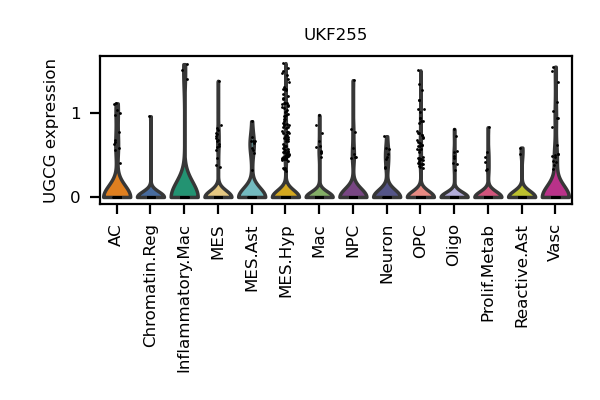 UKF255
UGCG expression
1
0
AC
Chromatin.Reg
Inflammatory.Mac
MES
MES.Ast
MES.Hyp
Mac
NPC
Neuron
OPC
Oligo
Prolif.Metab
Reactive.Ast
Vasc